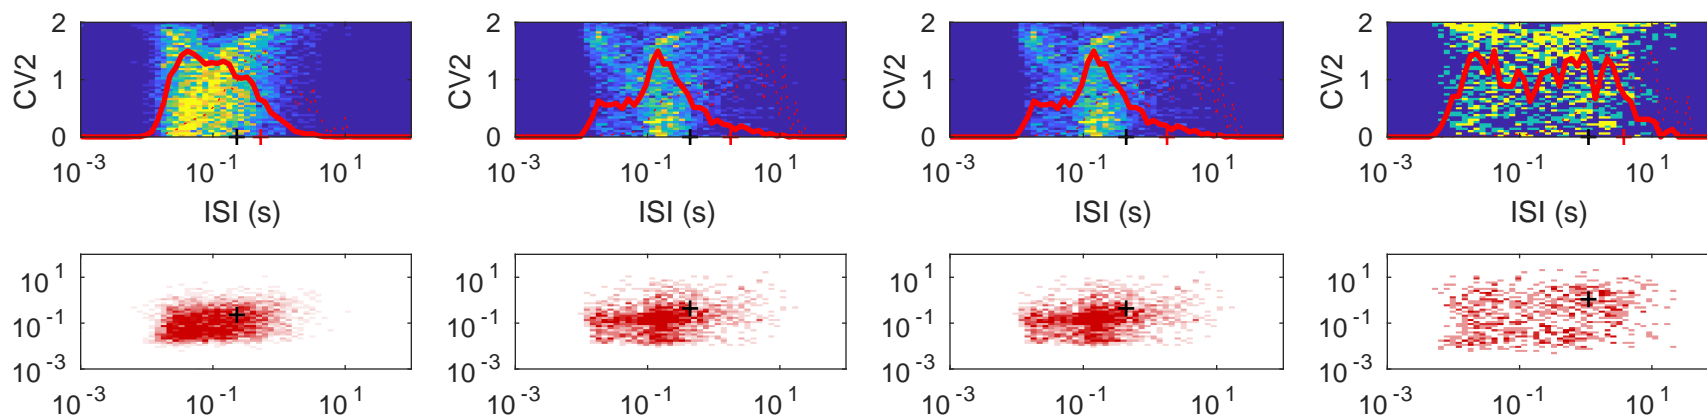 2 2 2 2
CV2 CV2 CV2 CV2
1 1 1 1
0 0 0 0
10^-3 10^-1 10^1 10^-3 10^-1 10^1 10^-3 10^-1 10^1 10^-3 10^-1 10^1
ISI (s) ISI (s) ISI (s) ISI (s)
10^1 10^1 10^1 10^1
10^-1 10^-1 10^-1 10^-1
10^-3 10^-3 10^-3 10^-3
10^-3 10^-1 10^1 10^-3 10^-1 10^1 10^-3 10^-1 10^1 10^-3 10^-1 10^1